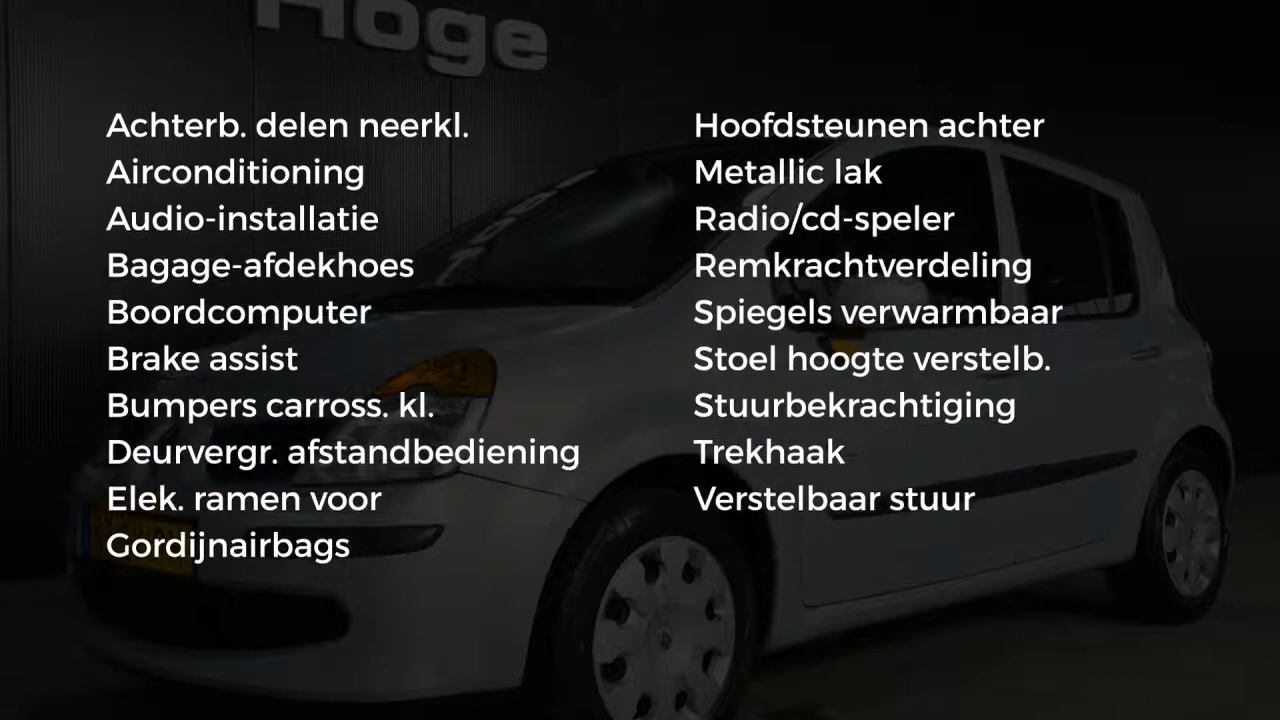 Hoge
Achterb. delen neerkl.
Airconditioning
Audio-installatie
Bagage-afdekhoes
Boordcomputer
Brake assist
Bumpers carross. kl.
Deurvergr. afstandbediening
Elek. ramen voor
Gordijnairbags
Hoofdsteunen achter
Metallic lak
Radio/cd-speler
Remkrachtverdeling
Spiegels verwarmbaar
Stoel hoogte verstelb.
Stuurbekrachtiging
Trekhaak
Verstelbaar stuur